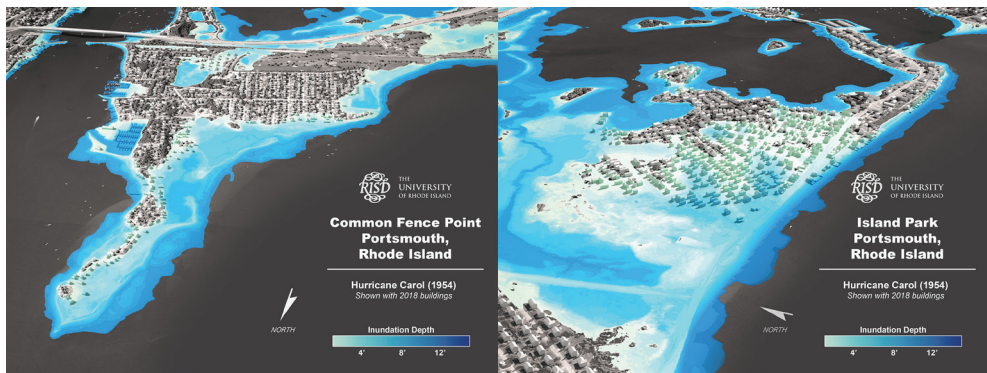 RISD
THE
UNIVERSITY
OF RHODE ISLAND
Common Fence Point
Portsmouth,
Rhode Island
Hurricane Carol (1954)
Shown with 2018 buildings
NORTH
Inundation Depth
4' 8' 12'
RISD
THE
UNIVERSITY
OF RHODE ISLAND
Island Park
Portsmouth,
Rhode Island
Hurricane Carol (1954)
Shown with 2018 buildings
NORTH
Inundation Depth
4' 8' 12'